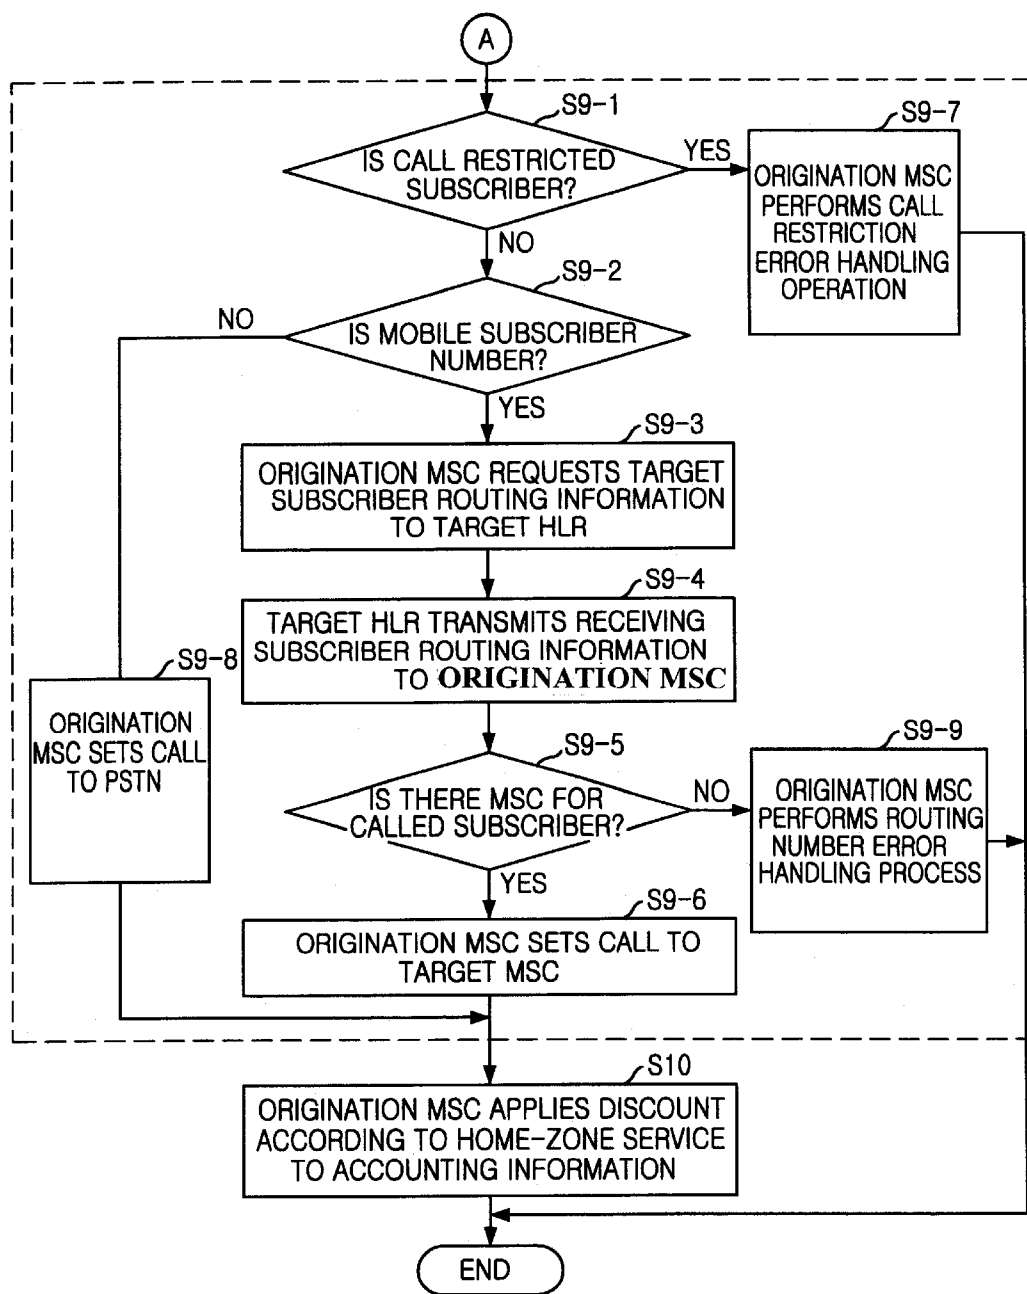 A
S9-1
IS CALL RESTRICTED
SUBSCRIBER?
YES
S9-7
ORIGINATION MSC
PERFORMS CALL
RESTRICTION
ERROR HANDLING
OPERATION
NO
S9-2
IS MOBILE SUBSCRIBER
NUMBER?
NO
YES
S9-3
ORIGINATION MSC REQUESTS TARGET
SUBSCRIBER ROUTING INFORMATION
TO TARGET HLR
S9-4
TARGET HLR TRANSMITS RECEIVING
SUBSCRIBER ROUTING INFORMATION
TO ORIGINATION MSC
S9-8
ORIGINATION
MSC SETS CALL
TO PSTN
S9-5
IS THERE MSC FOR
CALLED SUBSCRIBER?
NO
S9-9
ORIGINATION MSC
PERFORMS ROUTING
NUMBER ERROR
HANDLING PROCESS
YES
S9-6
ORIGINATION MSC SETS CALL TO
TARGET MSC
S10
ORIGINATION MSC APPLIES DISCOUNT
ACCORDING TO HOME-ZONE SERVICE
TO ACCOUNTING INFORMATION
END